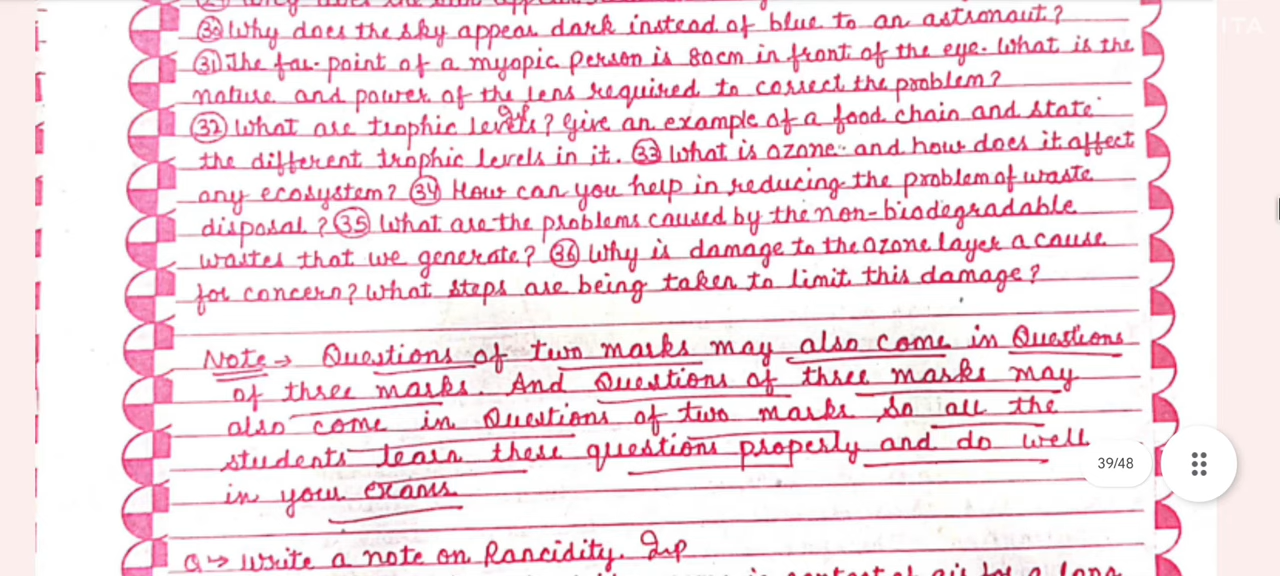 (30) Why does the sky appear dark instead of blue to an astronaut?
(31) The far-point of a myopic person is 80cm in front of the eye. What is the
nature and power of the lens required to correct the problem?
(32) What are trophic levels? Give an example of a food chain and state
the different trophic levels in it. (33) What is ozone and how does it affect
any ecosystem? (34) How can you help in reducing the problem of waste
disposal? (35) What are the problems caused by the non-biodegradable
wastes that we generate? (36) Why is damage to the ozone layer a cause
for concern? What steps are being taken to limit this damage?
Note → Questions of two marks may also come in Questions
of three marks. And Questions of three marks may
also come in Questions of two marks So all the
students learn these questions properly and do well
39/48
in your exams
Q → Write a note on Rancidity. Imp